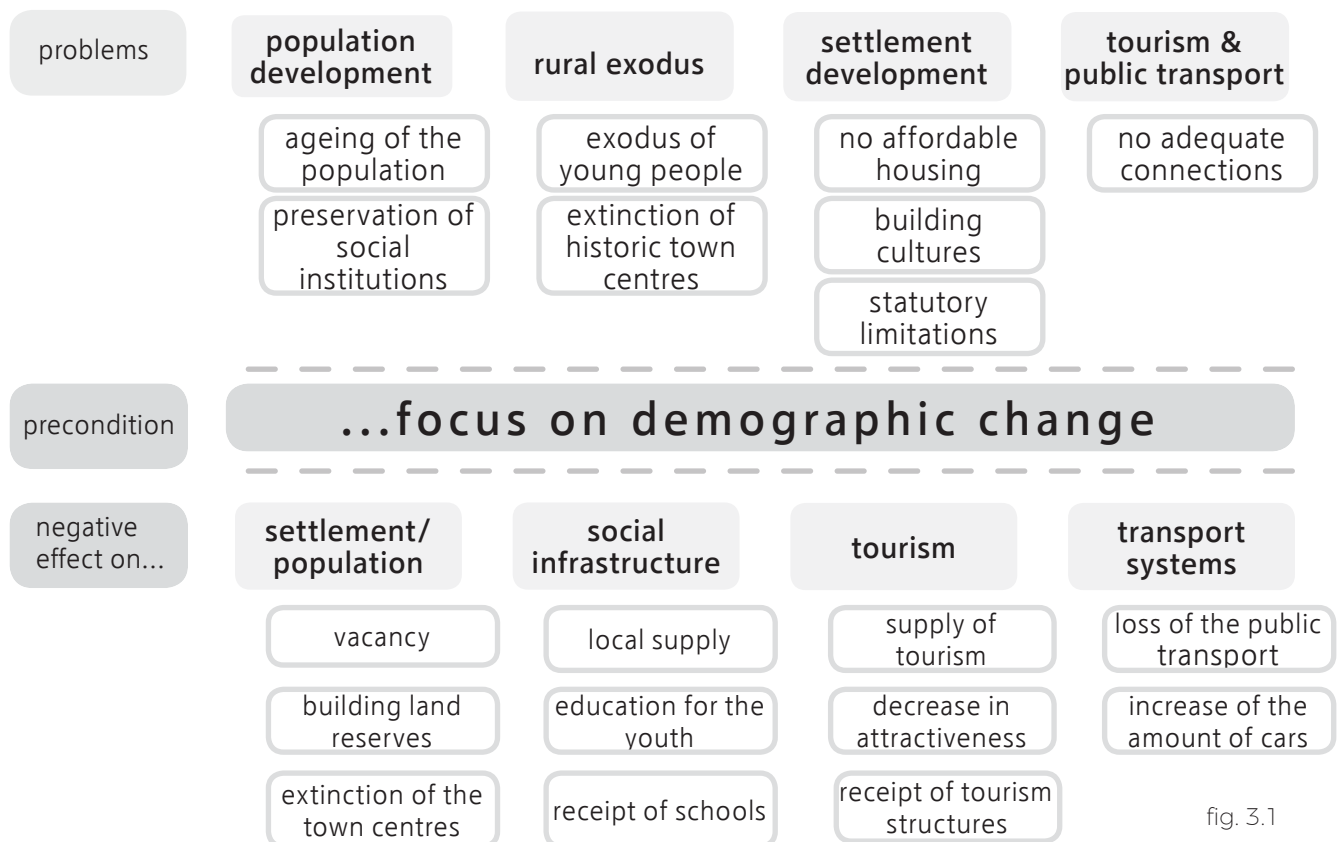 problems
population
development
rural exodus
settlement
development
tourism &
public transport
ageing of the
population
exodus of
young people
no affordable
housing
no adequate
connections
preservation of
social
institutions
extinction of
historic town
centres
building
cultures
statutory
limitations
precondition
...focus on demographic change
negative
effect on...
settlement/
population
social
infrastructure
tourism
transport
systems
vacancy
local supply
supply of
tourism
loss of the public
transport
building land
reserves
education for the
youth
decrease in
attractiveness
increase of the
amount of cars
extinction of the
town centres
receipt of schools
receipt of tourism
structures
fig. 3.1